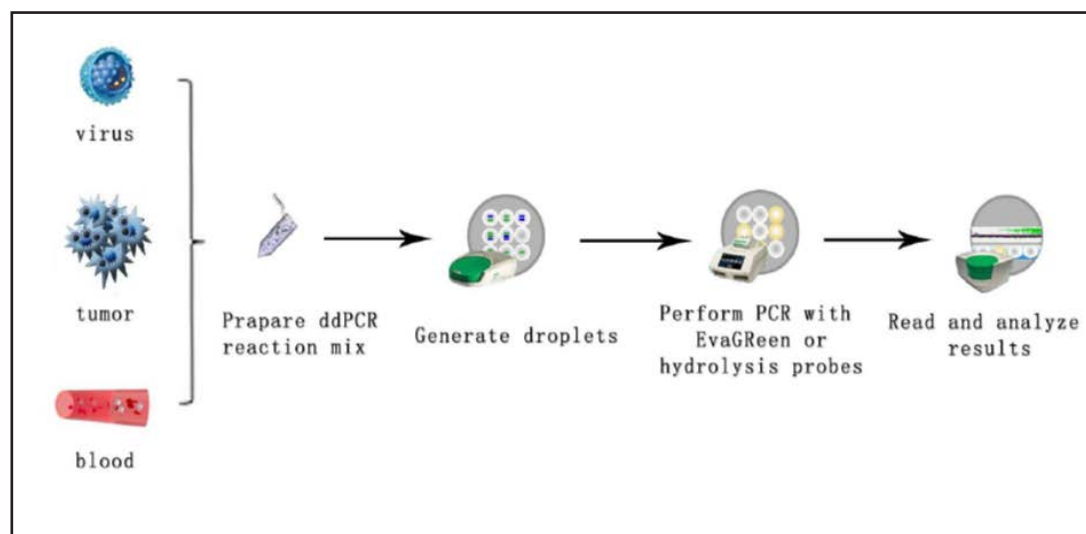 virus
tumor
blood
Prapare ddPCR
reaction mix
Generate droplets
Perform PCR with
EvaGReen or
hydrolysis probes
Read and analyze
results